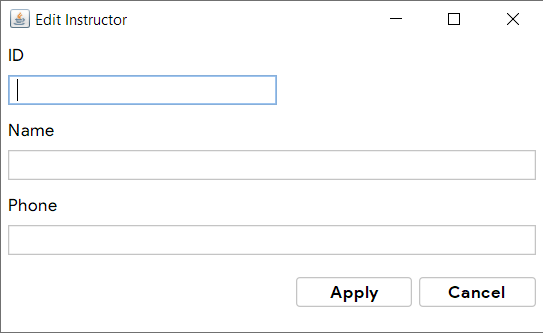 Edit Instructor
ID
Name
Phone
Apply Cancel